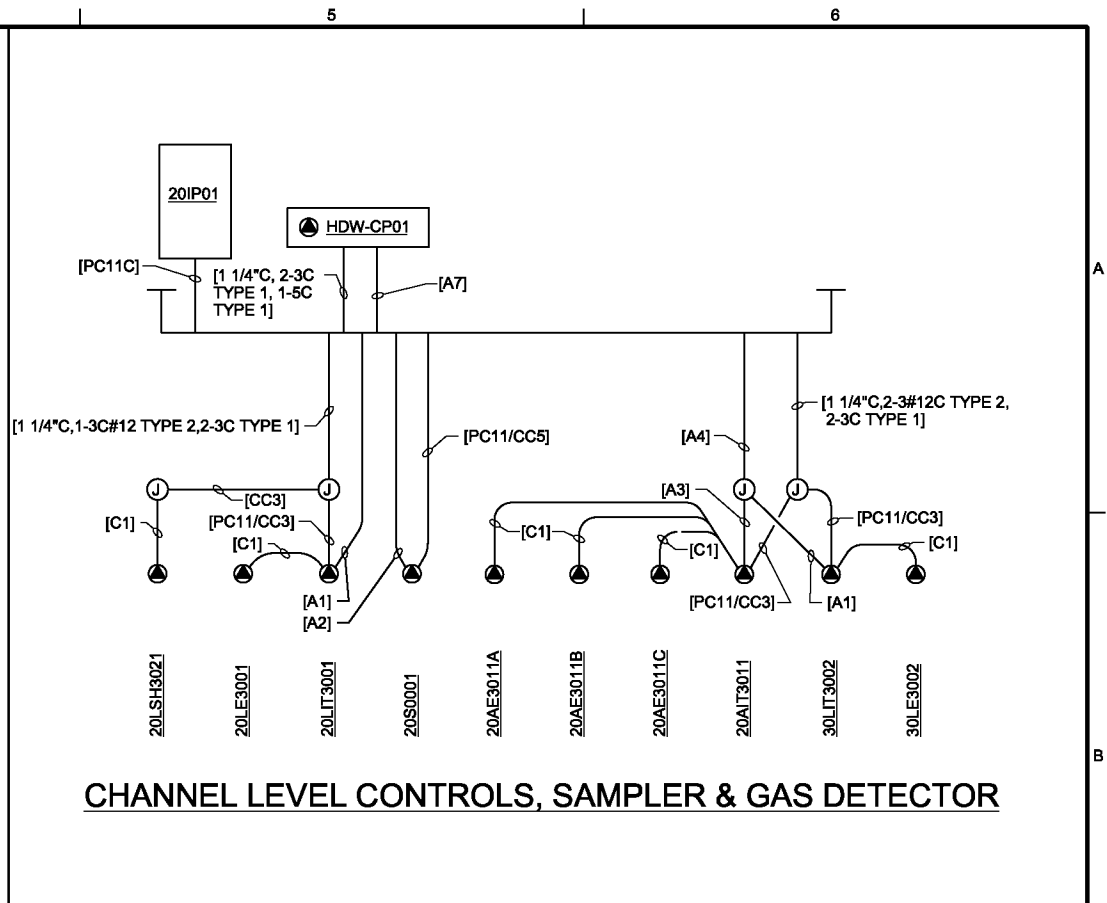 5
6
20IP01
HDW-CP01
[PC11C]
[1 1/4"C, 2-3C
TYPE 1, 1-5C
TYPE 1]
[A7]
A
[1 1/4"C,1-3C#12 TYPE 2,2-3C TYPE 1]
[PC11/CC5]
[A4]
[1 1/4"C,2-3#12C TYPE 2,
2-3C TYPE 1]
J
J
J
J
[CC3]
[A3]
[C1]
[PC11/CC3]
[C1]
[C1]
[C1]
[PC11/CC3]
[C1]
[A1]
[A2]
[PC11/CC3]
[A1]
20LSH3021
20LE3001
20LIT3001
20S0001
20AE3011A
20AE3011B
20AE3011C
20AIT3011
30LIT3002
30LE3002
B
CHANNEL LEVEL CONTROLS, SAMPLER & GAS DETECTOR